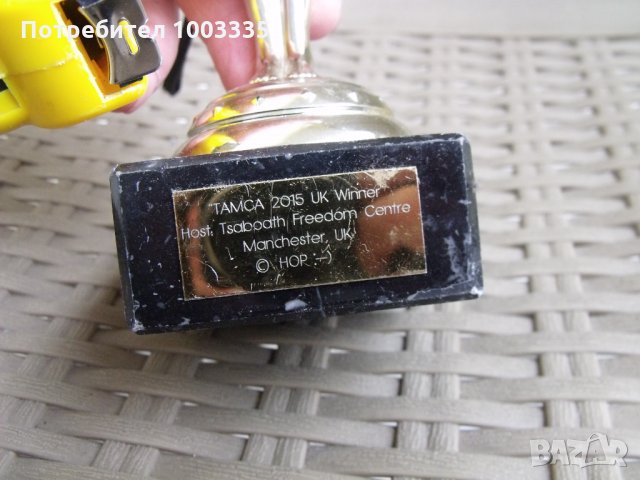 Потребител 1003335
TAMCA 2015 UK Winner
Host, Tsaboath Freedom Centre
Manchester, UK
© HOP :-)
BAZAR